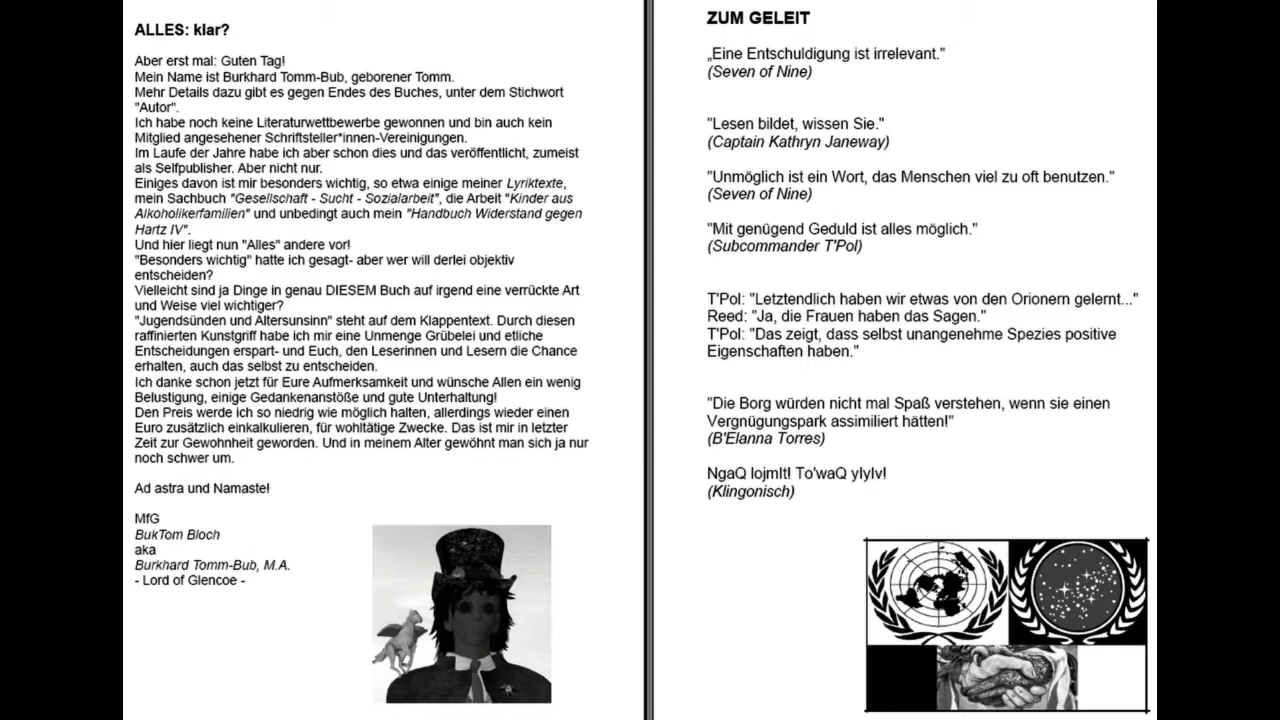 ALLES: klar?
Aber erst mal: Guten Tag!
Mein Name ist Burkhard Tomm-Bub, geborener Tomm.
Mehr Details dazu gibt es gegen Endes des Buches, unter dem Stichwort
"Autor".
Ich habe noch keine Literaturwettbewerbe gewonnen und bin auch kein
Mitglied angesehener Schriftsteller*innen-Vereinigungen.
Im Laufe der Jahre habe ich aber schon dies und das veröffentlicht, zumeist
als Selfpublisher. Aber nicht nur.
Einiges davon ist mir besonders wichtig, so etwa einige meiner Lyriktexte,
mein Sachbuch "Gesellschaft - Sucht - Sozialarbeit", die Arbeit "Kinder aus
Alkoholikerfamilien" und unbedingt auch mein "Handbuch Widerstand gegen
Hartz IV".
Und hier liegt nun "Alles" andere vor!
"Besonders wichtig" hatte ich gesagt- aber wer will derlei objektiv
entscheiden?
Vielleicht sind ja Dinge in genau DIESEM Buch auf irgend eine verrückte Art
und Weise viel wichtiger?
"Jugendsünden und Altersunsinn" steht auf dem Klappentext. Durch diesen
raffinierten Kunstgriff habe ich mir eine Unmenge Grübelei und etliche
Entscheidungen erspart- und Euch, den Leserinnen und Lesern die Chance
erhalten, auch das selbst zu entscheiden.
Ich danke schon jetzt für Eure Aufmerksamkeit und wünsche Allen ein wenig
Belustigung, einige Gedankenanstöße und gute Unterhaltung!
Den Preis werde ich so niedrig wie möglich halten, allerdings wieder einen
Euro zusätzlich einkalkulieren, für wohltätige Zwecke. Das ist mir in letzter
Zeit zur Gewohnheit geworden. Und in meinem Alter gewöhnt man sich ja nur
noch schwer um.
Ad astra und Namaste!
MfG
BukTom Bloch
aka
Burkhard Tomm-Bub, M.A.
- Lord of Glencoe -
ZUM GELEIT
„Eine Entschuldigung ist irrelevant."
(Seven of Nine)
"Lesen bildet, wissen Sie."
(Captain Kathryn Janeway)
"Unmöglich ist ein Wort, das Menschen viel zu oft benutzen."
(Seven of Nine)
"Mit genügend Geduld ist alles möglich."
(Subcommander T'Pol)
T'Pol: "Letztendlich haben wir etwas von den Orionern gelernt..."
Reed: "Ja, die Frauen haben das Sagen."
T'Pol: "Das zeigt, dass selbst unangenehme Spezies positive
Eigenschaften haben."
"Die Borg würden nicht mal Spaß verstehen, wenn sie einen
Vergnügungspark assimiliert hätten!"
(B'Elanna Torres)
NgaQ lojmIt! To'waQ yIyIv!
(Klingonisch)